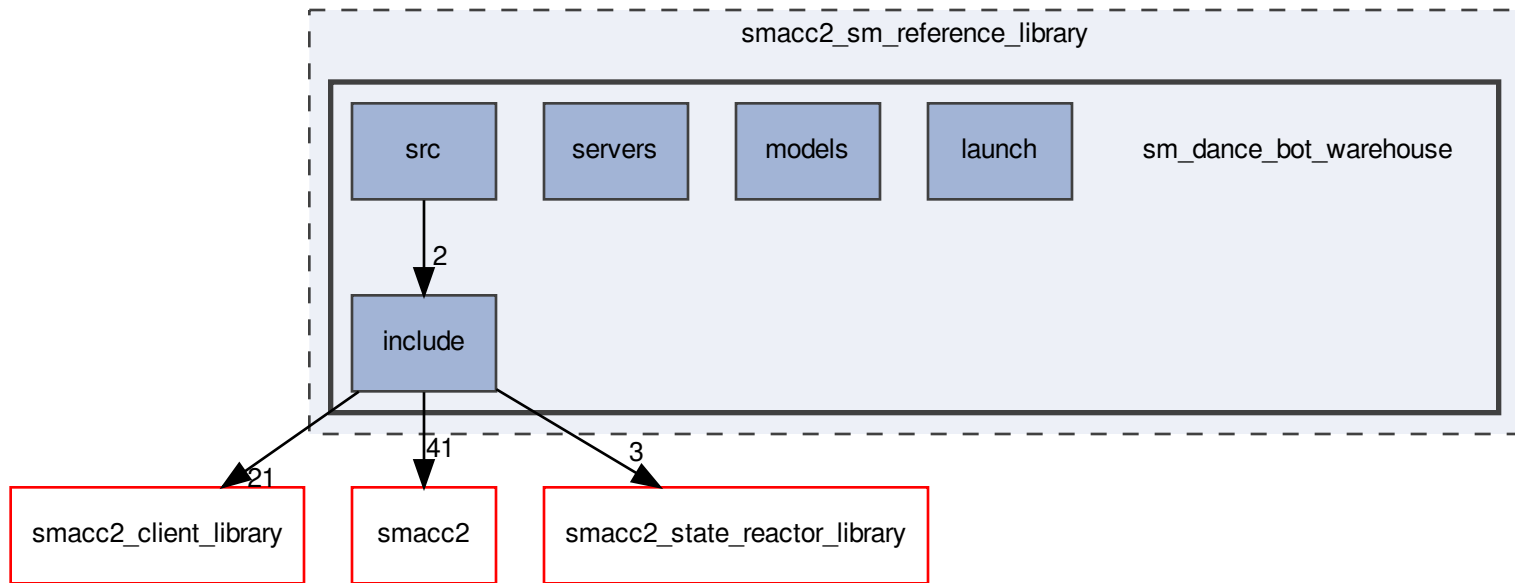 smacc2_sm_reference_library
src
servers
models
launch
sm_dance_bot_warehouse
2
include
21
41
3
smacc2_client_library
smacc2
smacc2_state_reactor_library